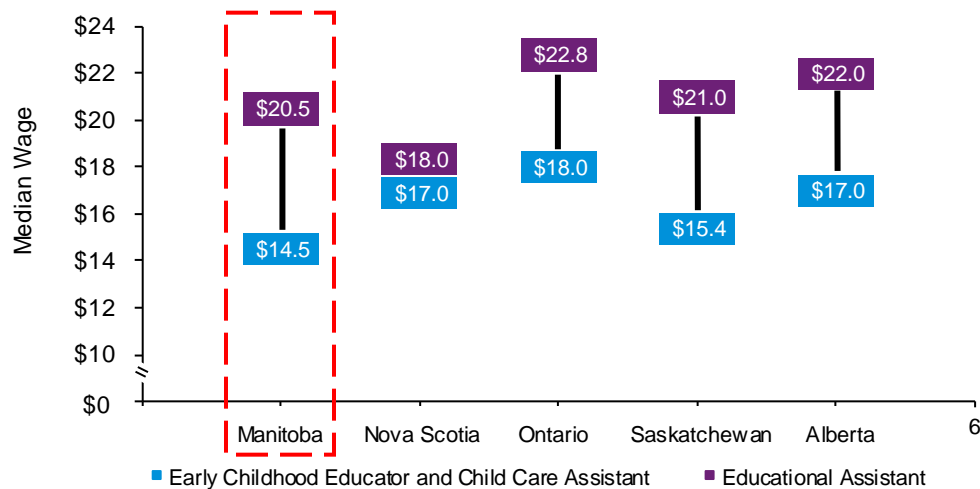 Median Wage
$24
$22
$20
$18
$16
$14
$12
$10
$0
$20.5
$14.5
$18.0
$17.0
$22.8
$18.0
$21.0
$15.4
$22.0
$17.0
Manitoba
Nova Scotia
Ontario
Saskatchewan
Alberta
6
Early Childhood Educator and Child Care Assistant
Educational Assistant